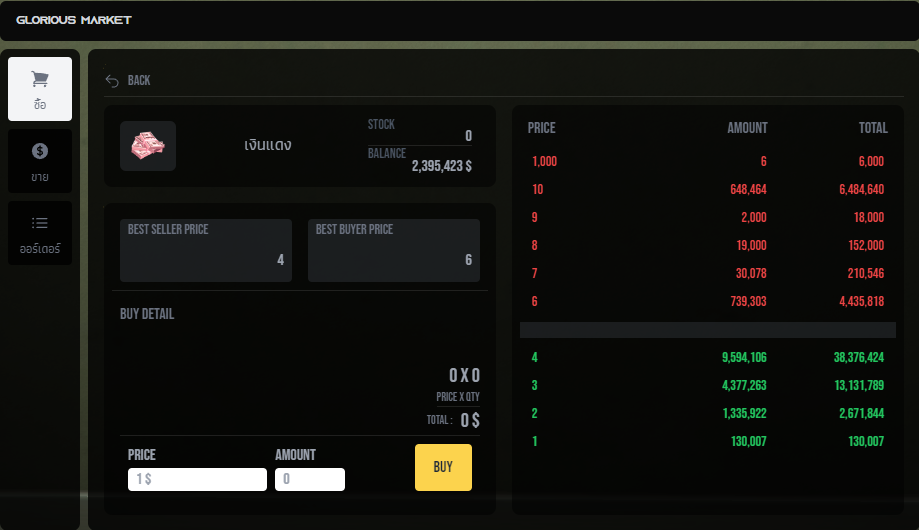 GLORIOUS MARKET
ซื้อ
ขาย
ออร์เดอร์
BACK
เงินแดง
STOCK
0
BALANCE
2,395,423 $
BEST SELLER PRICE
4
BEST BUYER PRICE
6
BUY DETAIL
0 X 0
PRICE X QTY
TOTAL : 0 $
PRICE AMOUNT
1 $ 0 BUY
PRICE AMOUNT TOTAL
1,000 6 6,000
10 648,464 6,484,640
9 2,000 18,000
8 19,000 152,000
7 30,078 210,546
6 739,303 4,435,818
4 9,594,106 38,376,424
3 4,377,263 13,131,789
2 1,335,922 2,671,844
1 130,007 130,007